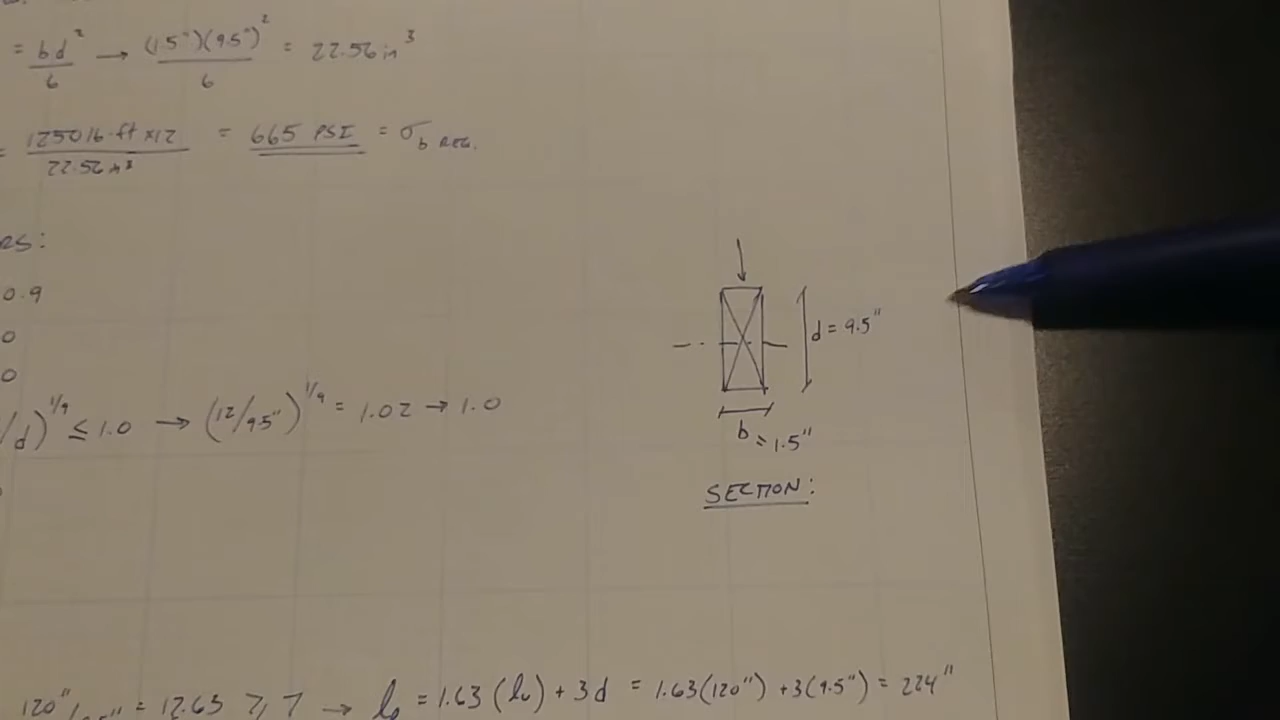 = bd²/6 → (1.5")(9.5")²/6 = 22.56 in³
= 1250 lb·ft x12 / 22.56 in³ = 665 PSI = σb REQ.
RS:
0.9
0
0
/d)^1/9 ≤ 1.0 → (12/9.5")^1/9 = 1.02 → 1.0
d = 9.5"
b = 1.5"
SECTION:
120" = 12.63 ≥ 7 → le = 1.63 (lu) + 3d = 1.63(120") + 3(9.5") = 224"